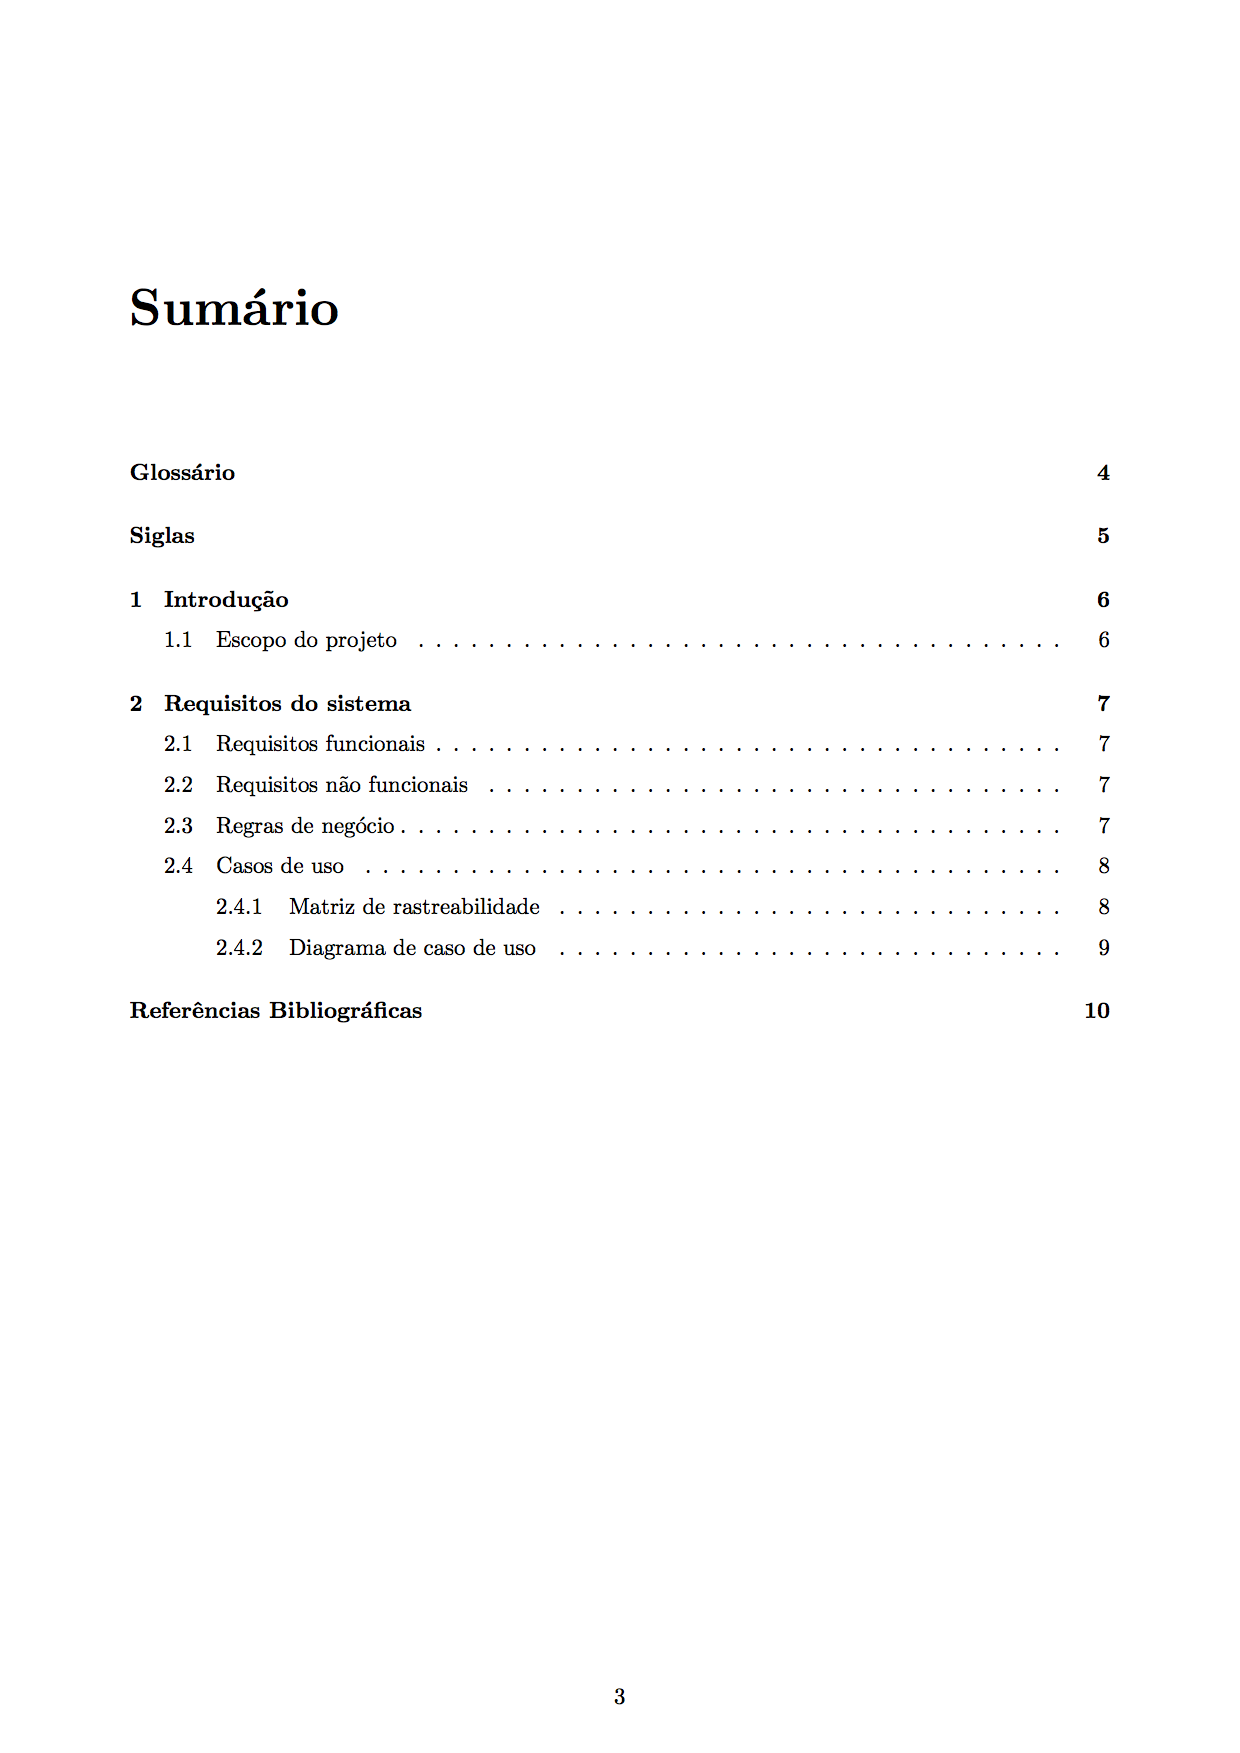 Sumário
Glossário 4
Siglas 5
1 Introdução 6
1.1 Escopo do projeto . . . . . . . . . . . . . . . . . . . . . . . . . . . . . . . . . . . . . 6
2 Requisitos do sistema 7
2.1 Requisitos funcionais . . . . . . . . . . . . . . . . . . . . . . . . . . . . . . . . . . . . 7
2.2 Requisitos não funcionais . . . . . . . . . . . . . . . . . . . . . . . . . . . . . . . . . 7
2.3 Regras de negócio . . . . . . . . . . . . . . . . . . . . . . . . . . . . . . . . . . . . . . 7
2.4 Casos de uso . . . . . . . . . . . . . . . . . . . . . . . . . . . . . . . . . . . . . . . . 8
2.4.1 Matriz de rastreabilidade . . . . . . . . . . . . . . . . . . . . . . . . . . . . . 8
2.4.2 Diagrama de caso de uso . . . . . . . . . . . . . . . . . . . . . . . . . . . . . 9
Referências Bibliográficas 10
3